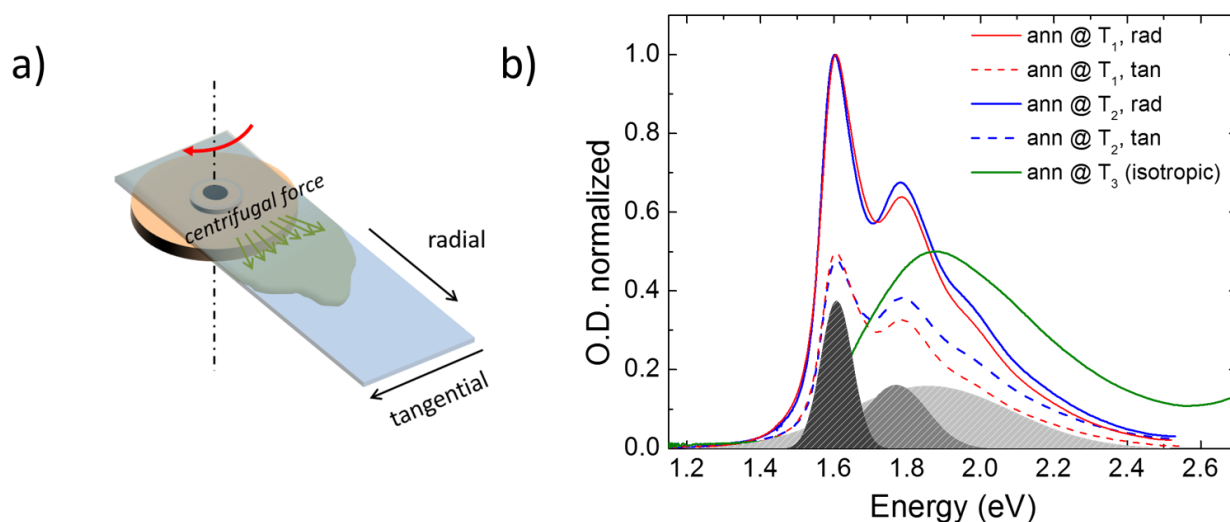 a)
centrifugal force
radial
tangential
b)
O.D. normalized
1.0
0.8
0.6
0.4
0.2
0.0
ann @ T₁, rad
ann @ T₁, tan
ann @ T₂, rad
ann @ T₂, tan
ann @ T₃ (isotropic)
1.2 1.4 1.6 1.8 2.0 2.2 2.4 2.6
Energy (eV)